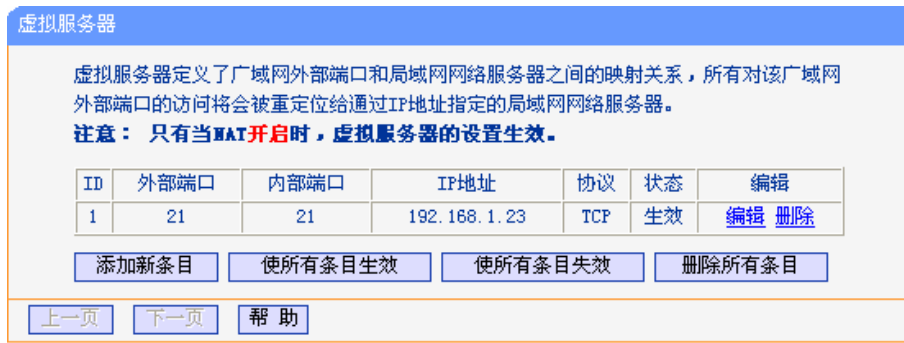 虚拟服务器
虚拟服务器定义了广域网外部端口和局域网网络服务器之间的映射关系，所有对该广域网
外部端口的访问将会被重定位给通过IP地址指定的局域网网络服务器。
注意： 只有当NAT开启时，虚拟服务器的设置生效。
ID 外部端口 内部端口 IP地址 协议 状态 编辑
1 21 21 192.168.1.23 TCP 生效 编辑 删除
添加新条目 使所有条目生效 使所有条目失效 删除所有条目
上一页 下一页 帮 助